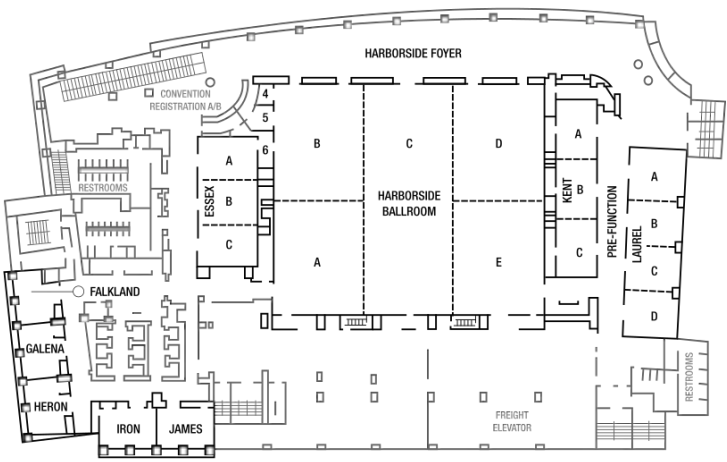 HARBORSIDE FOYER
CONVENTION
REGISTRATION A/B
4
5
6
B
C
D
A
A
RESTROOMS
ESSEX
B
C
HARBORSIDE
BALLROOM
KENT
B
C
PRE-FUNCTION
LAUREL
A
B
C
D
A
E
FALKLAND
GALENA
HERON
IRON
JAMES
FREIGHT
ELEVATOR
RESTROOMS